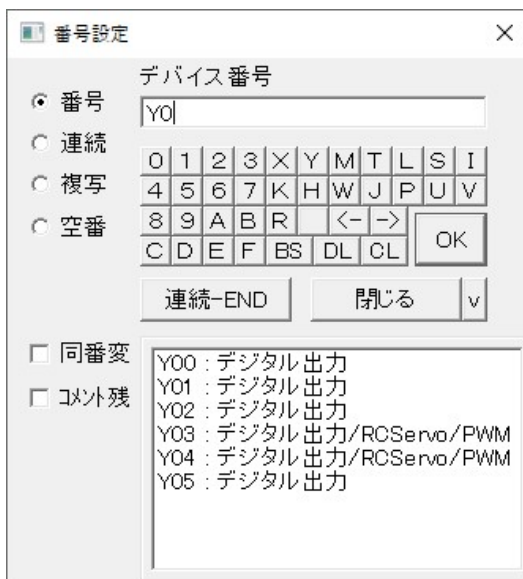 番号設定
デバイス番号
番号
Y0
連続
複写
空番
0 1 2 3 X Y M T L S I
4 5 6 7 K H W J P U V
8 9 A B R <- ->
C D E F BS DL CL
OK
連続-END
閉じる
v
同番変
コメント残
Y00 : デジタル出力
Y01 : デジタル出力
Y02 : デジタル出力
Y03 : デジタル出力/RCServo/PWM
Y04 : デジタル出力/RCServo/PWM
Y05 : デジタル出力